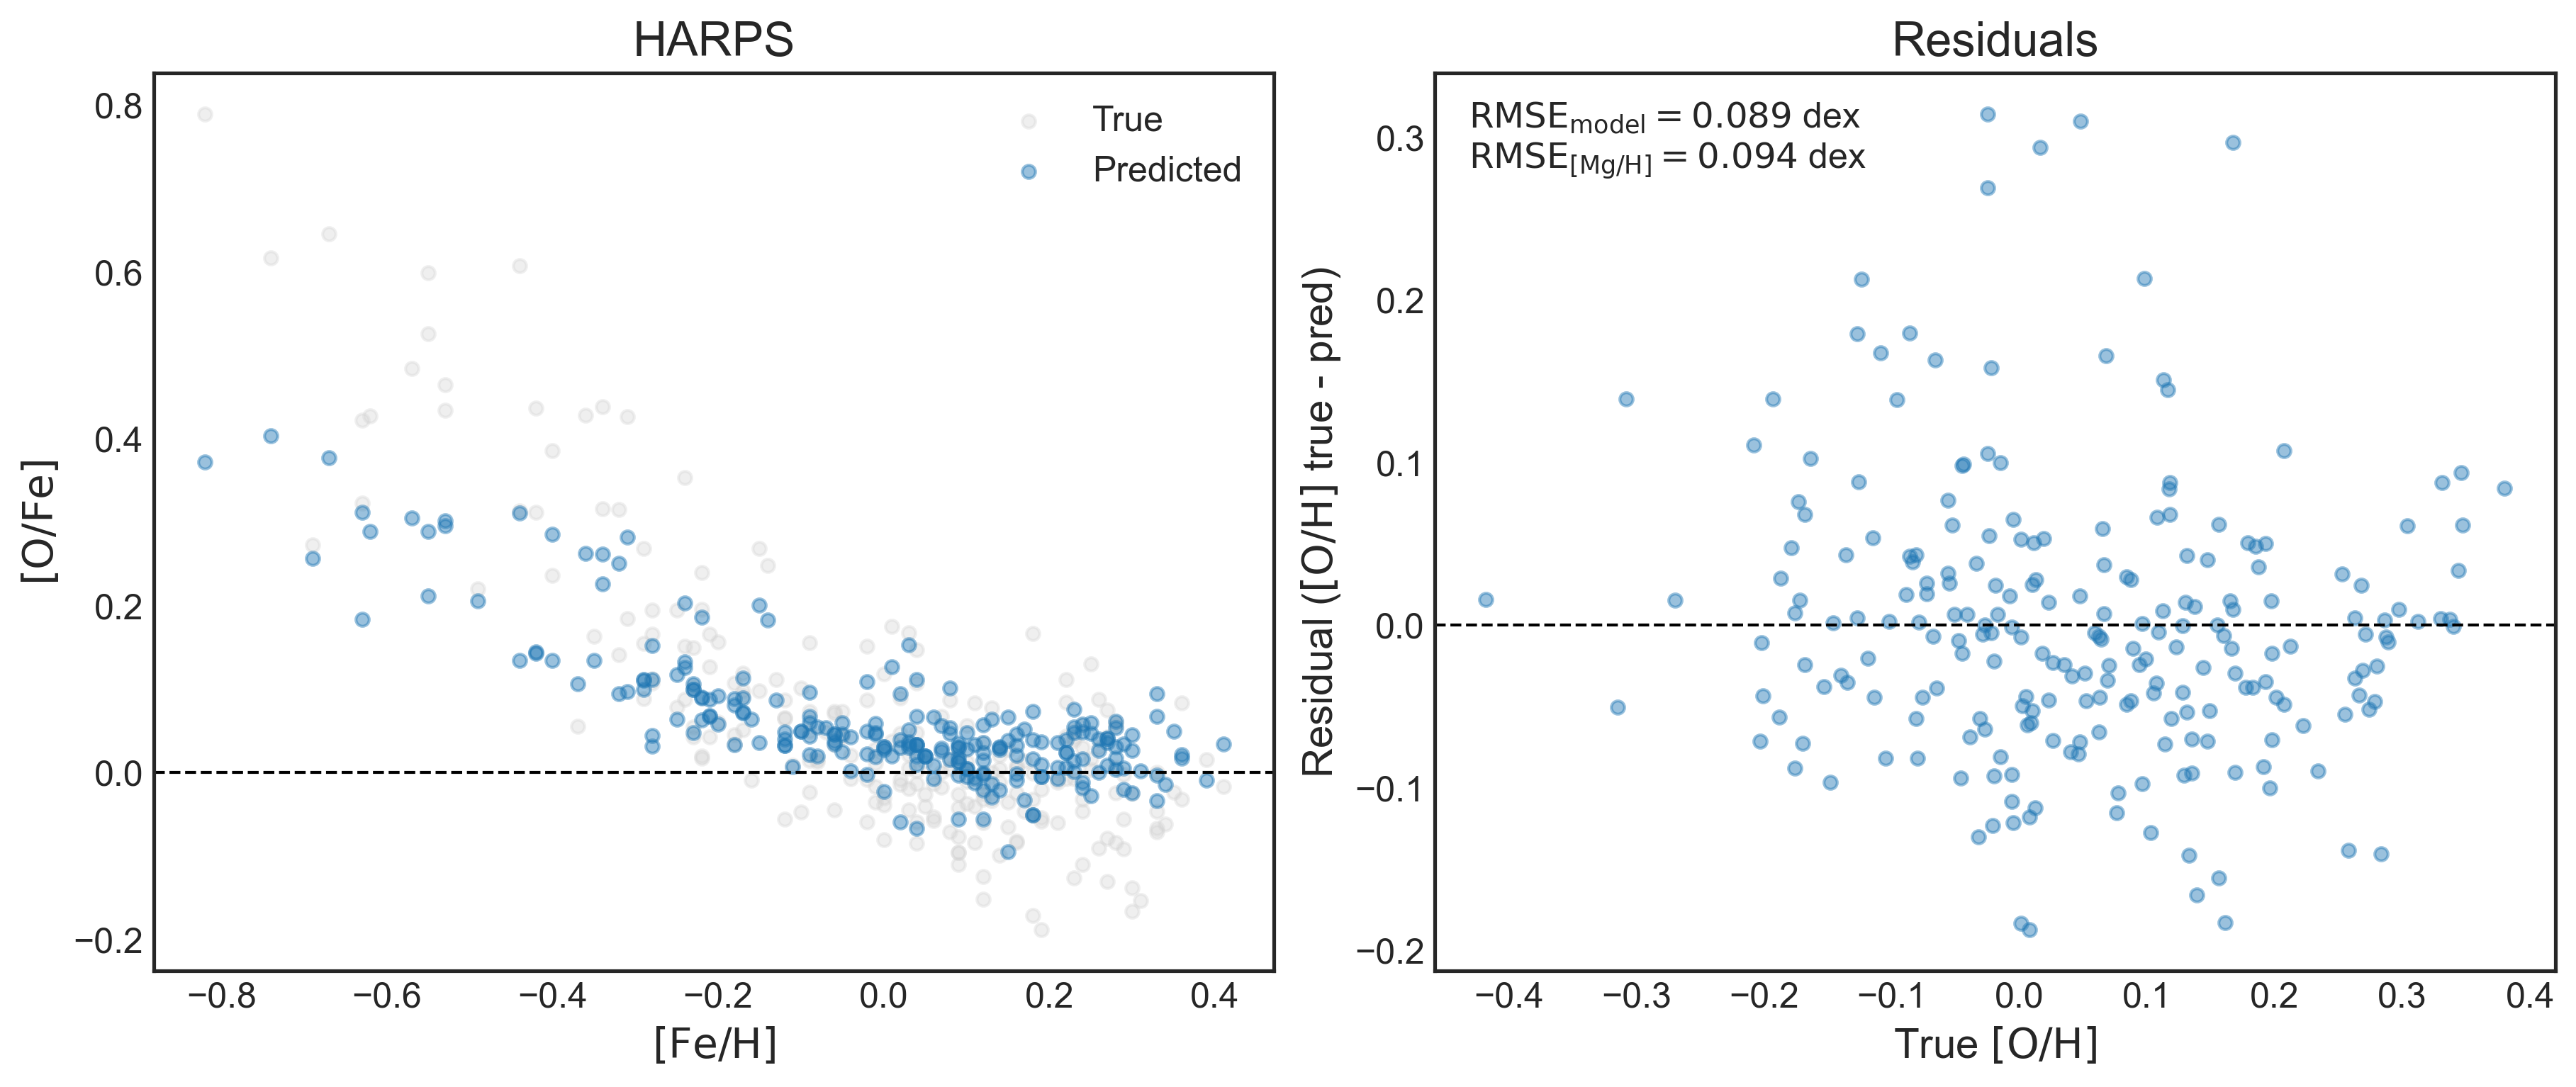 HARPS
0.8
0.6
0.4
0.2
0.0
−0.2
[O/Fe]
True
Predicted
−0.8 −0.6 −0.4 −0.2 0.0 0.2 0.4
[Fe/H]
Residuals
RMSE_model = 0.089 dex
RMSE_[Mg/H] = 0.094 dex
0.3
0.2
0.1
0.0
−0.1
−0.2
Residual ([O/H] true - pred)
−0.4 −0.3 −0.2 −0.1 0.0 0.1 0.2 0.3 0.4
True [O/H]